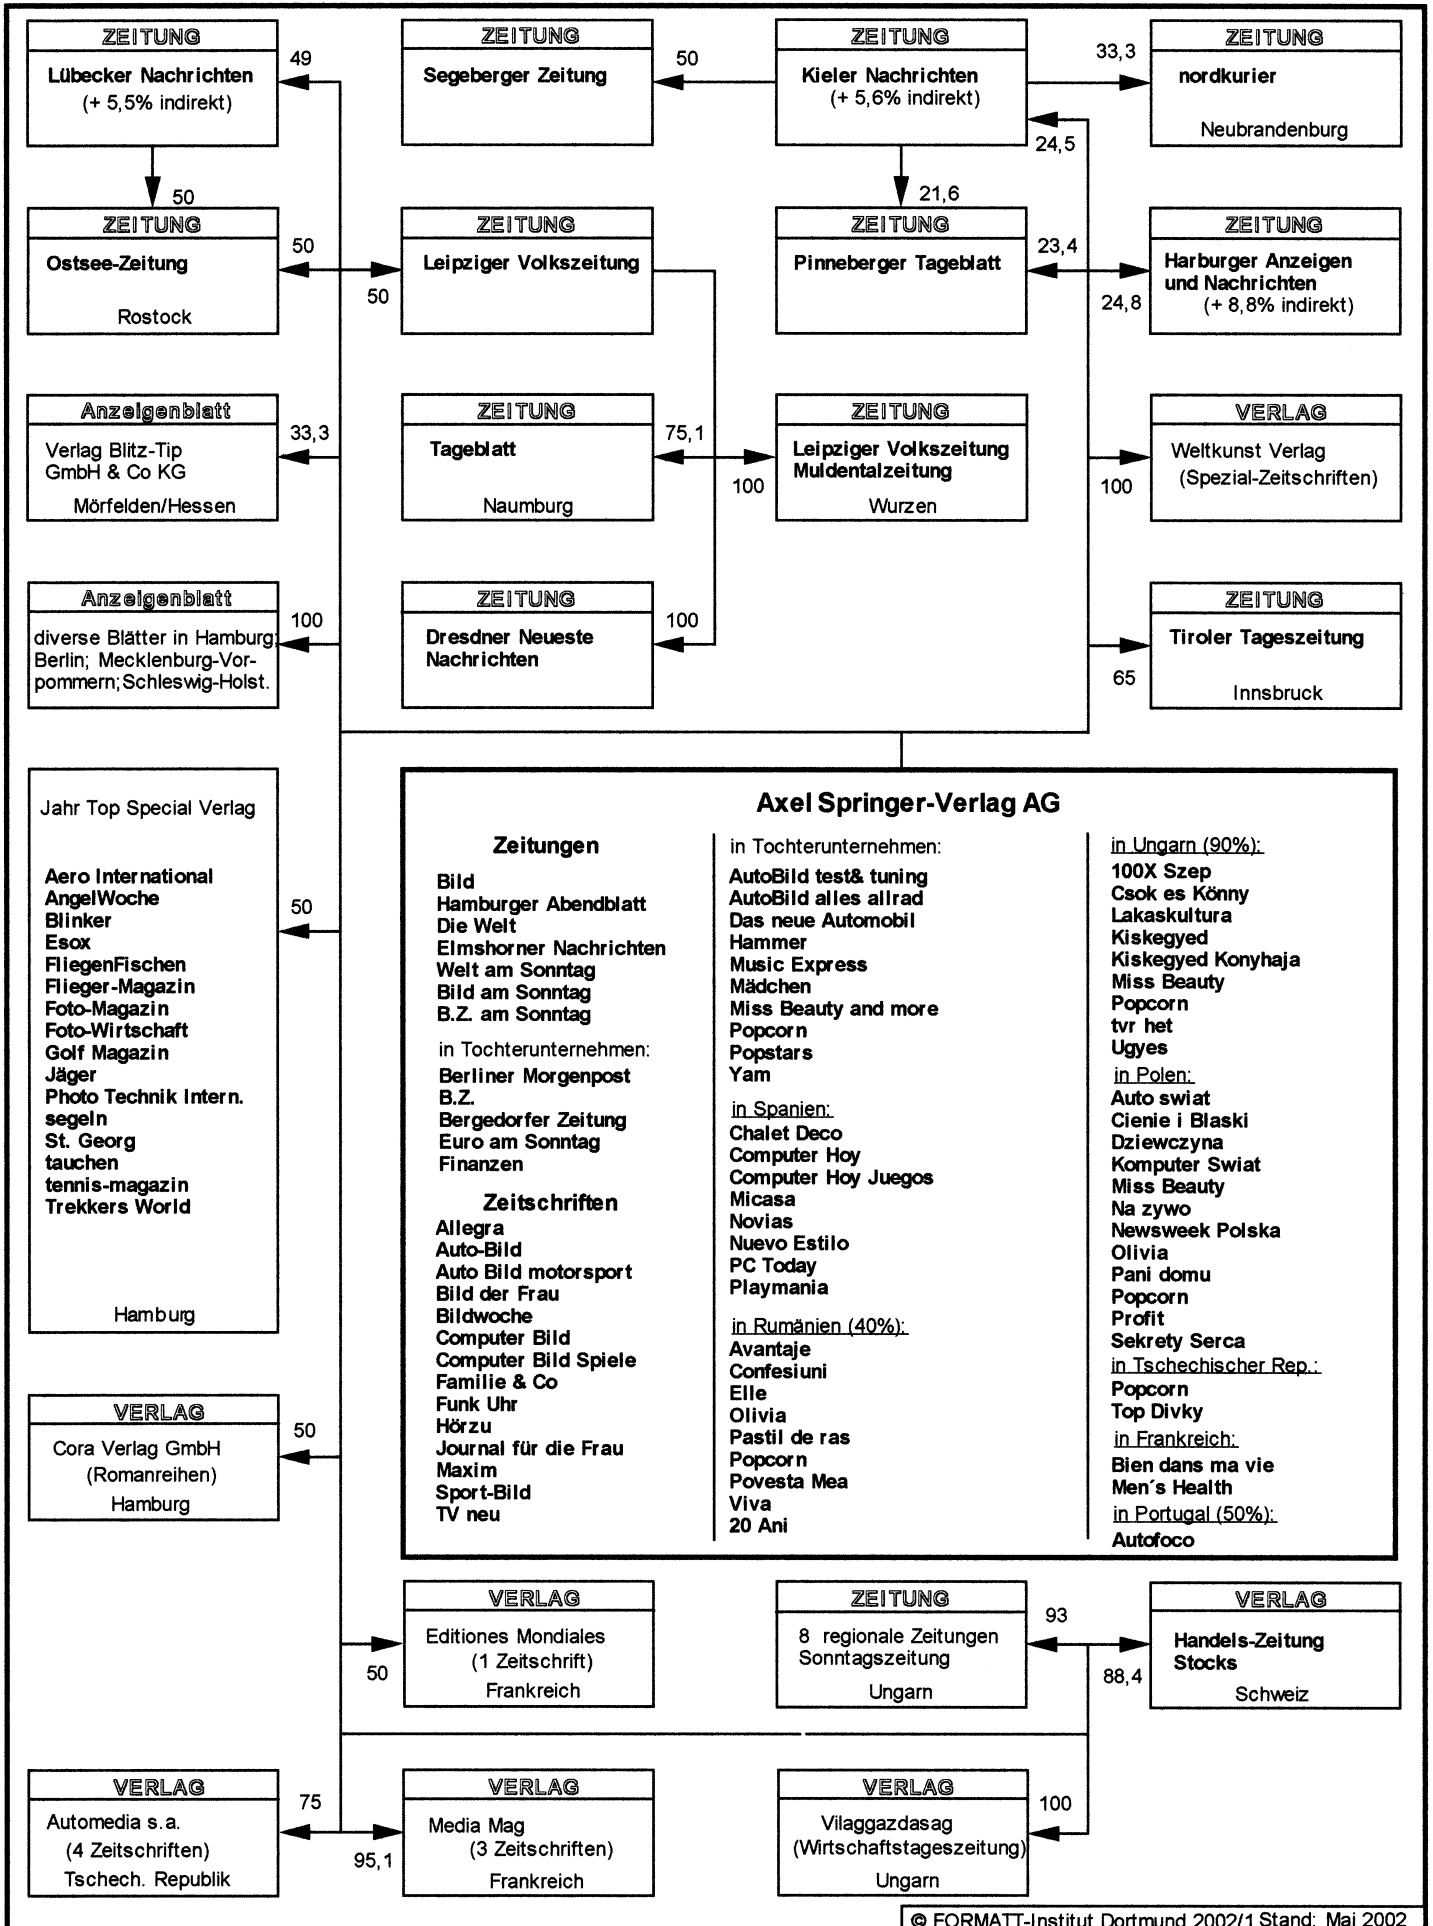 ZEITUNG
Lübecker Nachrichten
(+ 5,5% indirekt)
49
ZEITUNG
Segeberger Zeitung
50
ZEITUNG
Kieler Nachrichten
(+ 5,6% indirekt)
33,3
24,5
ZEITUNG
nordkurier
Neubrandenburg
50
21,6
ZEITUNG
Ostsee-Zeitung
Rostock
50
50
ZEITUNG
Leipziger Volkszeitung
ZEITUNG
Pinneberger Tageblatt
23,4
24,8
ZEITUNG
Harburger Anzeigen
und Nachrichten
(+ 8,8% indirekt)
Anzeigenblatt
Verlag Blitz-Tip
GmbH & Co KG
Mörfelden/Hessen
33,3
ZEITUNG
Tageblatt
Naumburg
75,1
100
ZEITUNG
Leipziger Volkszeitung
Muldentalzeitung
Wurzen
100
VERLAG
Weltkunst Verlag
(Spezial-Zeitschriften)
Anzeigenblatt
diverse Blätter in Hamburg;
Berlin; Mecklenburg-Vor-
pommern;Schleswig-Holst.
100
ZEITUNG
Dresdner Neueste
Nachrichten
100
65
ZEITUNG
Tiroler Tageszeitung
Innsbruck
Jahr Top Special Verlag
Aero International
AngelWoche
Blinker
Esox
FliegenFischen
Flieger-Magazin
Foto-Magazin
Foto-Wirtschaft
Golf Magazin
Jäger
Photo Technik Intern.
segeln
St. Georg
tauchen
tennis-magazin
Trekkers World
Hamburg
50
Axel Springer-Verlag AG
Zeitungen
Bild
Hamburger Abendblatt
Die Welt
Elmshorner Nachrichten
Welt am Sonntag
Bild am Sonntag
B.Z. am Sonntag
in Tochterunternehmen:
Berliner Morgenpost
B.Z.
Bergedorfer Zeitung
Euro am Sonntag
Finanzen
Zeitschriften
Allegra
Auto-Bild
Auto Bild motorsport
Bild der Frau
Bildwoche
Computer Bild
Computer Bild Spiele
Familie & Co
Funk Uhr
Hörzu
Journal für die Frau
Maxim
Sport-Bild
TV neu
in Tochterunternehmen:
AutoBild test& tuning
AutoBild alles allrad
Das neue Automobil
Hammer
Music Express
Mädchen
Miss Beauty and more
Popcorn
Popstars
Yam
in Spanien:
Chalet Deco
Computer Hoy
Computer Hoy Juegos
Micasa
Novias
Nuevo Estilo
PC Today
Playmania
in Rumänien (40%):
Avantaje
Confesiuni
Elle
Olivia
Pastil de ras
Popcorn
Povesta Mea
Viva
20 Ani
in Ungarn (90%):
100X Szep
Csok es Könny
Lakaskultura
Kiskegyed
Kiskegyed Konyhaja
Miss Beauty
Popcorn
tvr het
Ugyes
in Polen:
Auto swiat
Cienie i Blaski
Dziewczyna
Komputer Swiat
Miss Beauty
Na zywo
Newsweek Polska
Olivia
Pani domu
Popcorn
Profit
Sekrety Serca
in Tschechischer Rep.:
Popcorn
Top Divky
in Frankreich:
Bien dans ma vie
Men´s Health
in Portugal (50%):
Autofoco
VERLAG
Cora Verlag GmbH
(Romanreihen)
Hamburg
50
50
VERLAG
Editiones Mondiales
(1 Zeitschrift)
Frankreich
ZEITUNG
8 regionale Zeitungen
Sonntagszeitung
Ungarn
93
88,4
VERLAG
Handels-Zeitung
Stocks
Schweiz
VERLAG
Automedia s.a.
(4 Zeitschriften)
Tschech. Republik
75
95,1
VERLAG
Media Mag
(3 Zeitschriften)
Frankreich
VERLAG
Vilaggazdasag
(Wirtschaftstageszeitung)
Ungarn
100
© FORMATT-Institut Dortmund 2002/1 Stand: Mai 2002